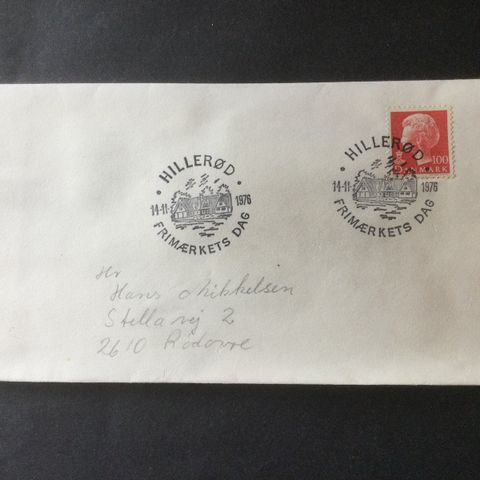 HILLERØD
14-11 1976
FRIMÆRKETS DAG
HILLERØD
14-11 1976
FRIMÆRKETS DAG
100
DANMARK
Hr
Hans Mikkelsen
Stellavej 2
2610 Rødovre